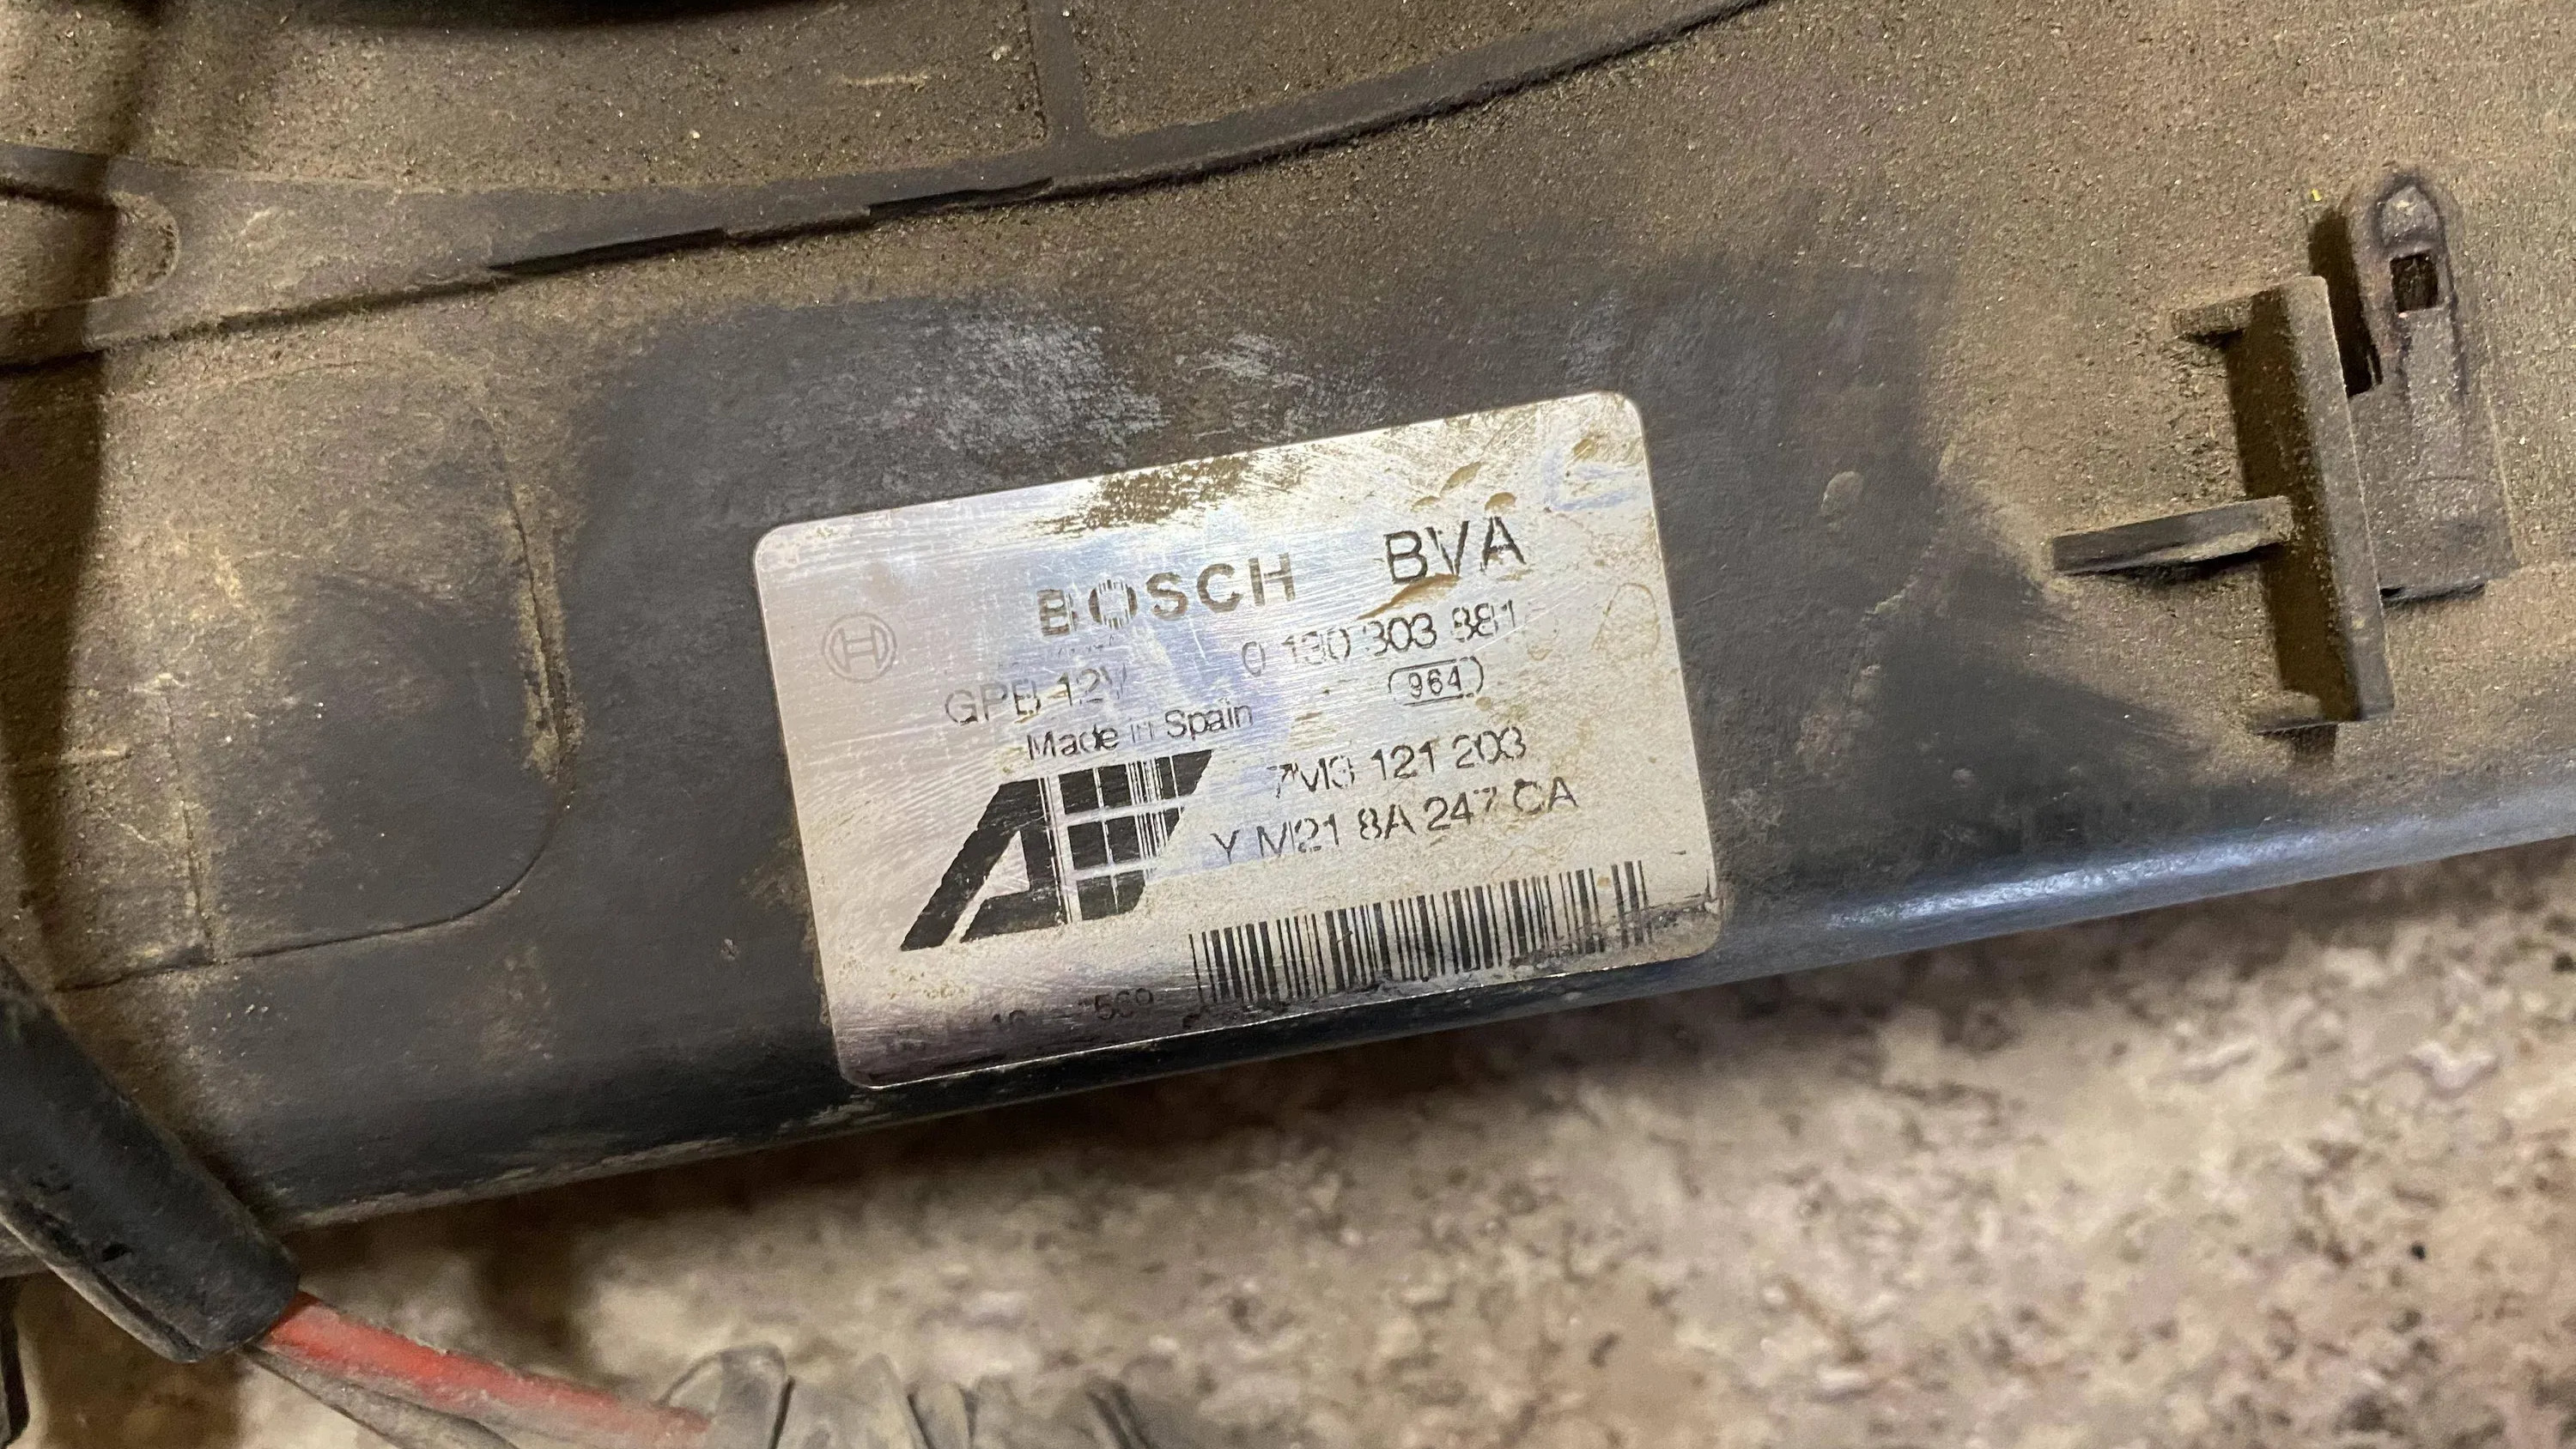 BOSCH BVA
GPB 12V 0 130 303 881
964
Made in Spain
7M3 121 203
YM21 8A 247 CA